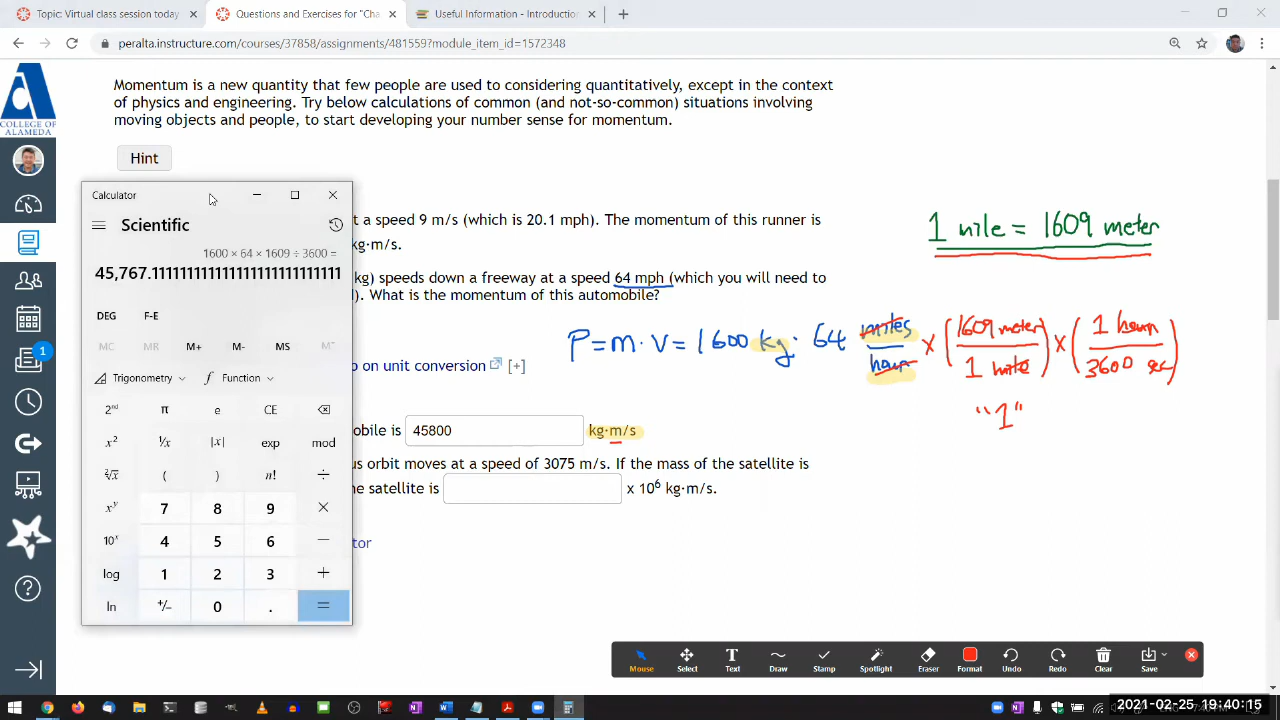 Topic: Virtual class session today
Questions and Exercises for "Cha
Useful Information - Introduction
peralta.instructure.com/courses/37858/assignments/481559?module_item_id=1572348
COLLEGE OF
ALAMEDA
Momentum is a new quantity that few people are used to considering quantitatively, except in the context
of physics and engineering. Try below calculations of common (and not-so-common) situations involving
moving objects and people, to start developing your number sense for momentum.
Hint
t a speed 9 m/s (which is 20.1 mph). The momentum of this runner is
kg·m/s.
kg) speeds down a freeway at a speed 64 mph (which you will need to
). What is the momentum of this automobile?
p on unit conversion [+]
obile is 45800 kg·m/s
us orbit moves at a speed of 3075 m/s. If the mass of the satellite is
he satellite is x 10⁶ kg·m/s.
tor
1 mile = 1609 meter
P = m · v = 1600 kg · 64 miles/hour × (1609 meter / 1 mile) × (1 hour / 3600 sec)
"1"
Calculator
Scientific
1600 × 64 × 1609 ÷ 3600 =
45,767.111111111111111111111111
DEG F-E
MC MR M+ M- MS M˅
Trigonometry Function
2ⁿᵈ π e CE
x² ¹/x |x| exp mod
²√x ( ) n! ÷
xʸ 7 8 9 ×
10ˣ 4 5 6 −
log 1 2 3 +
ln +/− 0 . =
1
Mouse Select Text Draw Stamp Spotlight Eraser Format Undo Redo Clear Save
2021-02-25 19:40:15